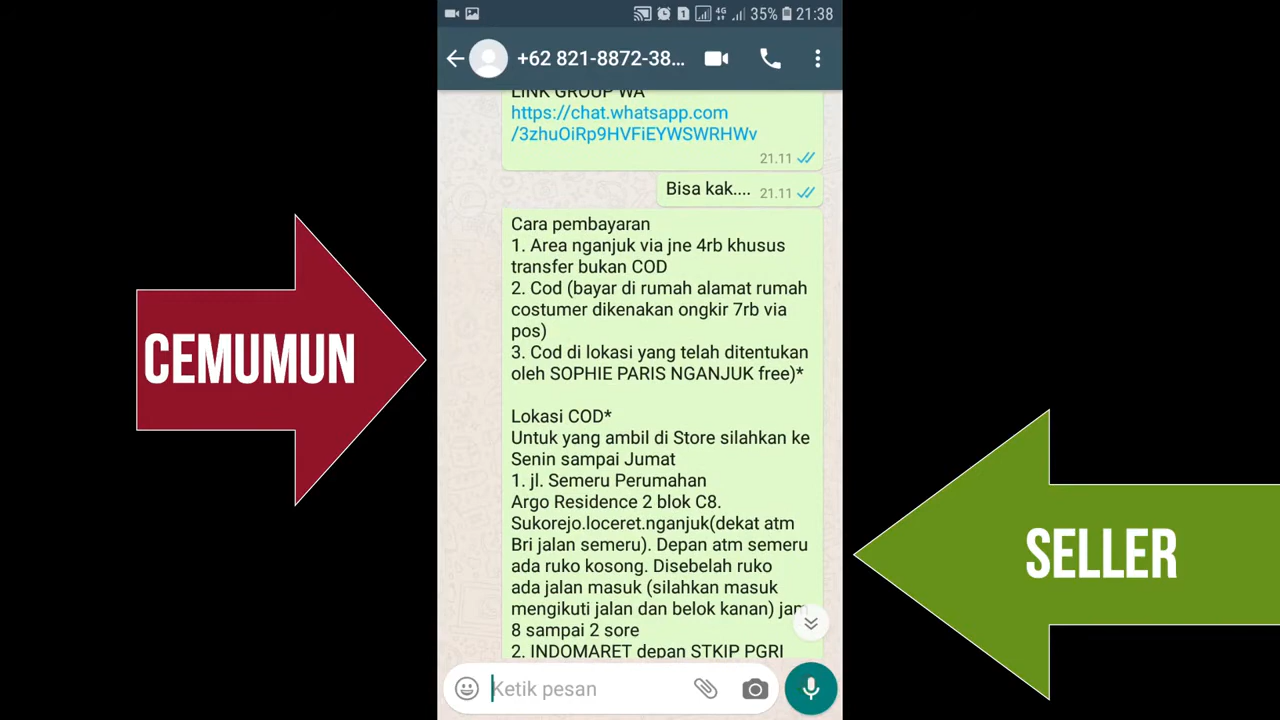 35% 21:38
+62 821-8872-38...
LINK GROUP WA
https://chat.whatsapp.com
/3zhuOiRp9HVFiEYWSWRHWv
21.11
Bisa kak.... 21.11
Cara pembayaran
1. Area nganjuk via jne 4rb khusus
transfer bukan COD
2. Cod (bayar di rumah alamat rumah
costumer dikenakan ongkir 7rb via
pos)
3. Cod di lokasi yang telah ditentukan
oleh SOPHIE PARIS NGANJUK free)*
Lokasi COD*
Untuk yang ambil di Store silahkan ke
Senin sampai Jumat
1. jl. Semeru Perumahan
Argo Residence 2 blok C8.
Sukorejo.loceret.nganjuk(dekat atm
Bri jalan semeru). Depan atm semeru
ada ruko kosong. Disebelah ruko
ada jalan masuk (silahkan masuk
mengikuti jalan dan belok kanan) jam
8 sampai 2 sore
2. INDOMARET depan STKIP PGRI
Ketik pesan
CEMUMUN
SELLER